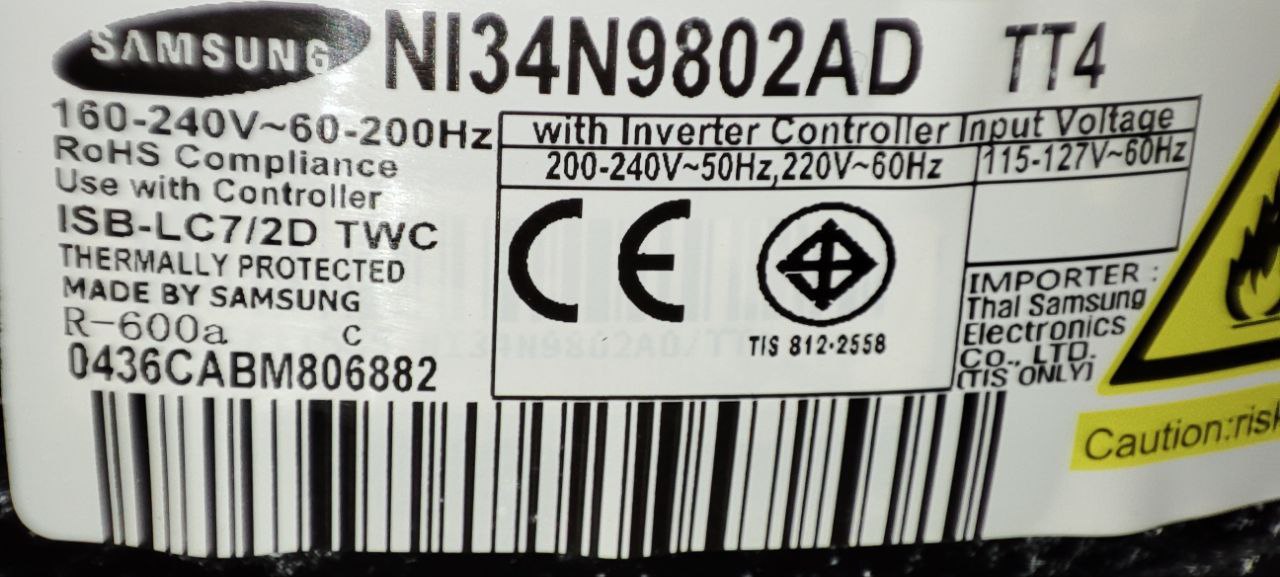 SAMSUNG NI34N9802AD TT4
160-240V~60-200Hz
RoHS Compliance
Use with Controller
ISB-LC7/2D TWC
THERMALLY PROTECTED
MADE BY SAMSUNG
R-600a C
0436CABM806882
with Inverter Controller Input Voltage
200-240V~50Hz,220V~60Hz 115-127V~60Hz
CE
TIS 812-2558
IMPORTER :
Thai Samsung
Electronics
Co., LTD.
(TIS ONLY)
Caution:risk